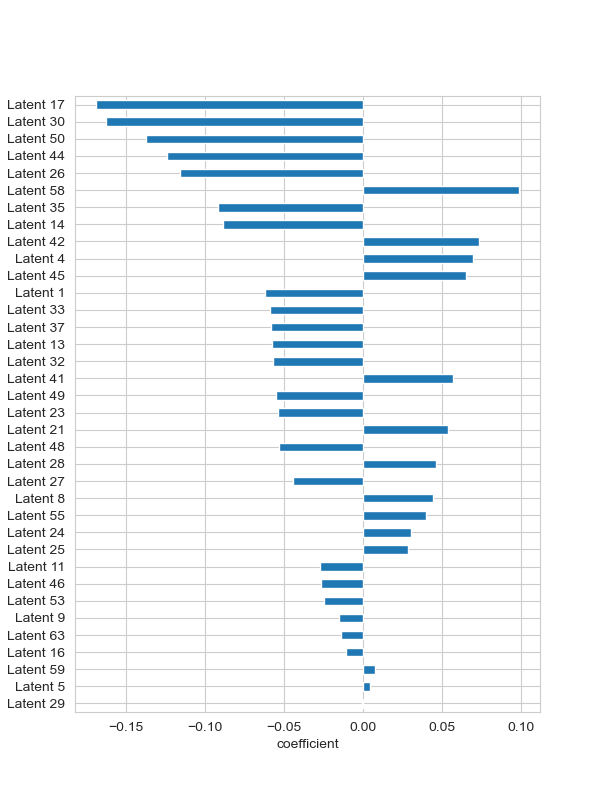 Latent 17
Latent 30
Latent 50
Latent 44
Latent 26
Latent 58
Latent 35
Latent 14
Latent 42
Latent 4
Latent 45
Latent 1
Latent 33
Latent 37
Latent 13
Latent 32
Latent 41
Latent 49
Latent 23
Latent 21
Latent 48
Latent 28
Latent 27
Latent 8
Latent 55
Latent 24
Latent 25
Latent 11
Latent 46
Latent 53
Latent 9
Latent 63
Latent 16
Latent 59
Latent 5
Latent 29
−0.15 −0.10 −0.05 0.00 0.05 0.10
coefficient